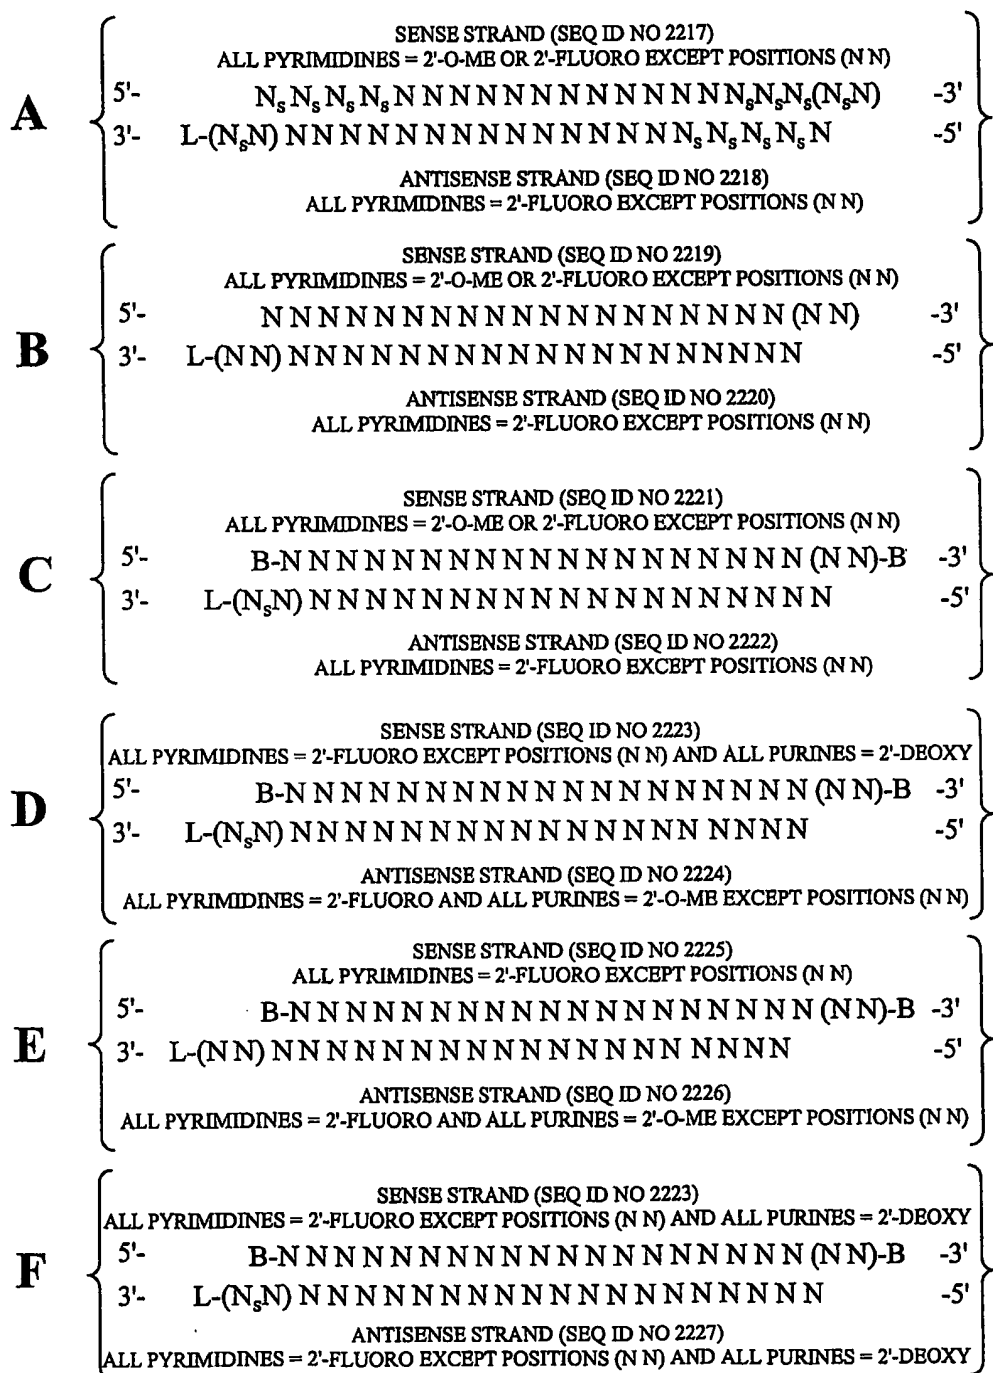 A
SENSE STRAND (SEQ ID NO 2217)
ALL PYRIMIDINES = 2'-O-ME OR 2'-FLUORO EXCEPT POSITIONS (N N)
5'- NₛNₛNₛNₛN N N N N N N N N N N N NₛNₛNₛ(NₛN) -3'
3'- L-(NₛN) N N N N N N N N N N N N N N NₛNₛNₛNₛN -5'
ANTISENSE STRAND (SEQ ID NO 2218)
ALL PYRIMIDINES = 2'-FLUORO EXCEPT POSITIONS (N N)
B
SENSE STRAND (SEQ ID NO 2219)
ALL PYRIMIDINES = 2'-O-ME OR 2'-FLUORO EXCEPT POSITIONS (N N)
5'- N N N N N N N N N N N N N N N N N N N (N N) -3'
3'- L-(N N) N N N N N N N N N N N N N N N N N N N -5'
ANTISENSE STRAND (SEQ ID NO 2220)
ALL PYRIMIDINES = 2'-FLUORO EXCEPT POSITIONS (N N)
C
SENSE STRAND (SEQ ID NO 2221)
ALL PYRIMIDINES = 2'-O-ME OR 2'-FLUORO EXCEPT POSITIONS (N N)
5'- B-N N N N N N N N N N N N N N N N N N N (N N)-B -3'
3'- L-(NₛN) N N N N N N N N N N N N N N N N N N N -5'
ANTISENSE STRAND (SEQ ID NO 2222)
ALL PYRIMIDINES = 2'-FLUORO EXCEPT POSITIONS (N N)
D
SENSE STRAND (SEQ ID NO 2223)
ALL PYRIMIDINES = 2'-FLUORO EXCEPT POSITIONS (N N) AND ALL PURINES = 2'-DEOXY
5'- B-N N N N N N N N N N N N N N N N N N N (N N)-B -3'
3'- L-(NₛN) N N N N N N N N N N N N N N N N N N N -5'
ANTISENSE STRAND (SEQ ID NO 2224)
ALL PYRIMIDINES = 2'-FLUORO AND ALL PURINES = 2'-O-ME EXCEPT POSITIONS (N N)
E
SENSE STRAND (SEQ ID NO 2225)
ALL PYRIMIDINES = 2'-FLUORO EXCEPT POSITIONS (N N)
5'- B-N N N N N N N N N N N N N N N N N N N (N N)-B -3'
3'- L-(N N) N N N N N N N N N N N N N N N N N N N -5'
ANTISENSE STRAND (SEQ ID NO 2226)
ALL PYRIMIDINES = 2'-FLUORO AND ALL PURINES = 2'-O-ME EXCEPT POSITIONS (N N)
F
SENSE STRAND (SEQ ID NO 2223)
ALL PYRIMIDINES = 2'-FLUORO EXCEPT POSITIONS (N N) AND ALL PURINES = 2'-DEOXY
5'- B-N N N N N N N N N N N N N N N N N N N (N N)-B -3'
3'- L-(NₛN) N N N N N N N N N N N N N N N N N N N -5'
ANTISENSE STRAND (SEQ ID NO 2227)
ALL PYRIMIDINES = 2'-FLUORO EXCEPT POSITIONS (N N) AND ALL PURINES = 2'-DEOXY